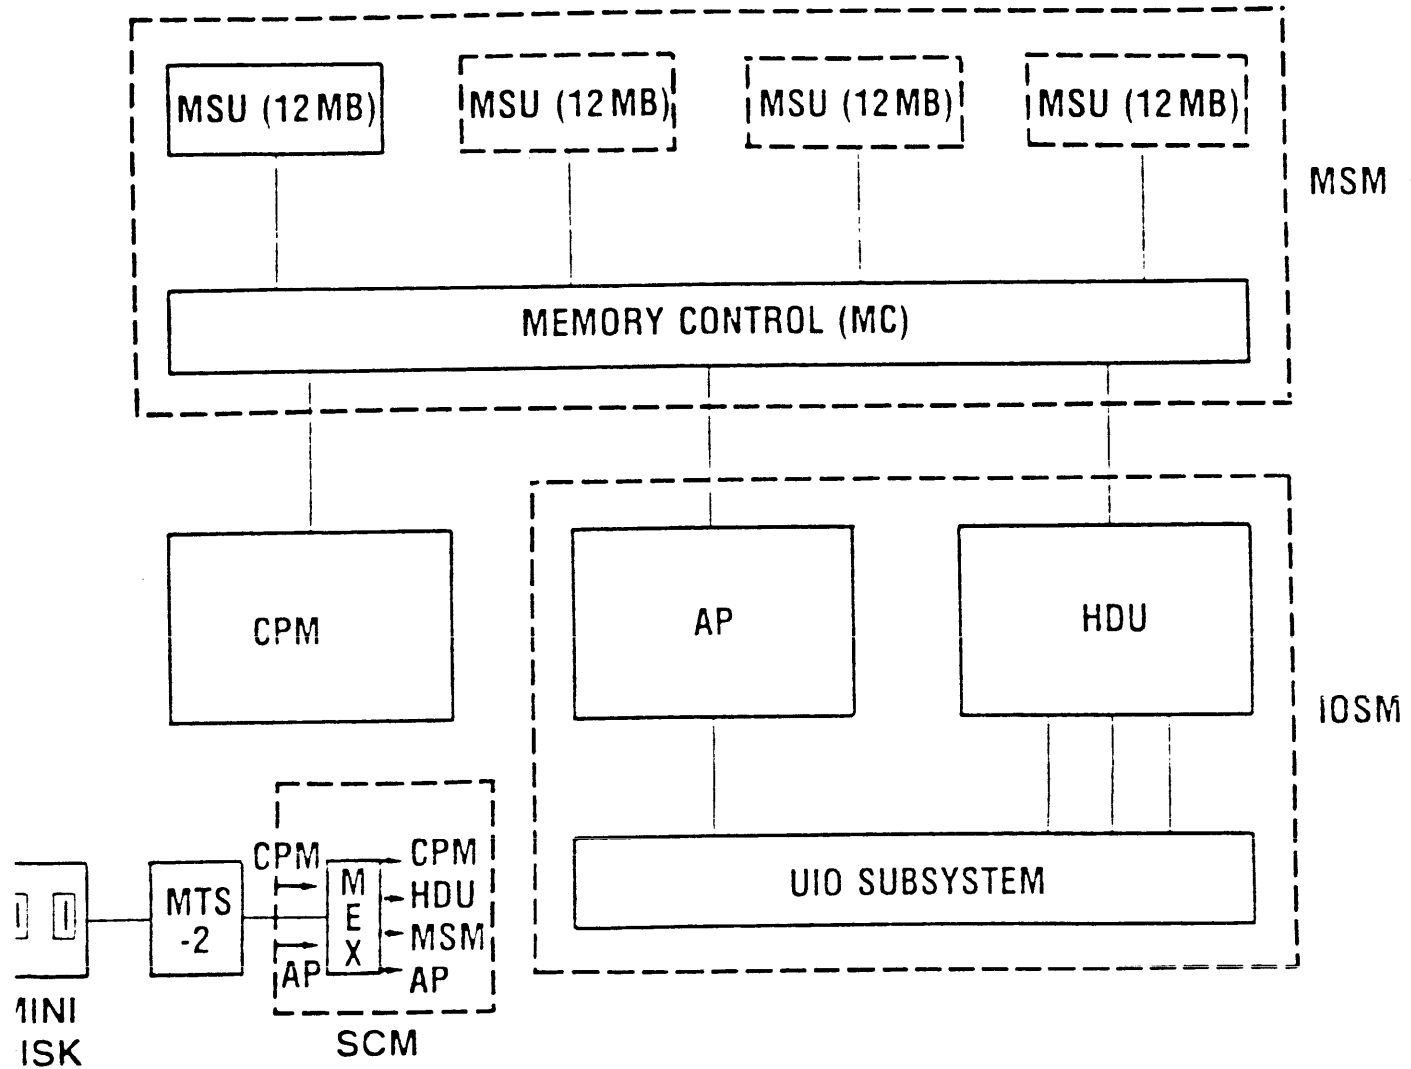 MSU (12 MB)
MSU (12 MB)
MSU (12 MB)
MSU (12 MB)
MSM
MEMORY CONTROL (MC)
CPM
AP
HDU
IOSM
UIO SUBSYSTEM
CPM
MEX
CPM
HDU
MSM
AP
AP
MTS
-2
SCM